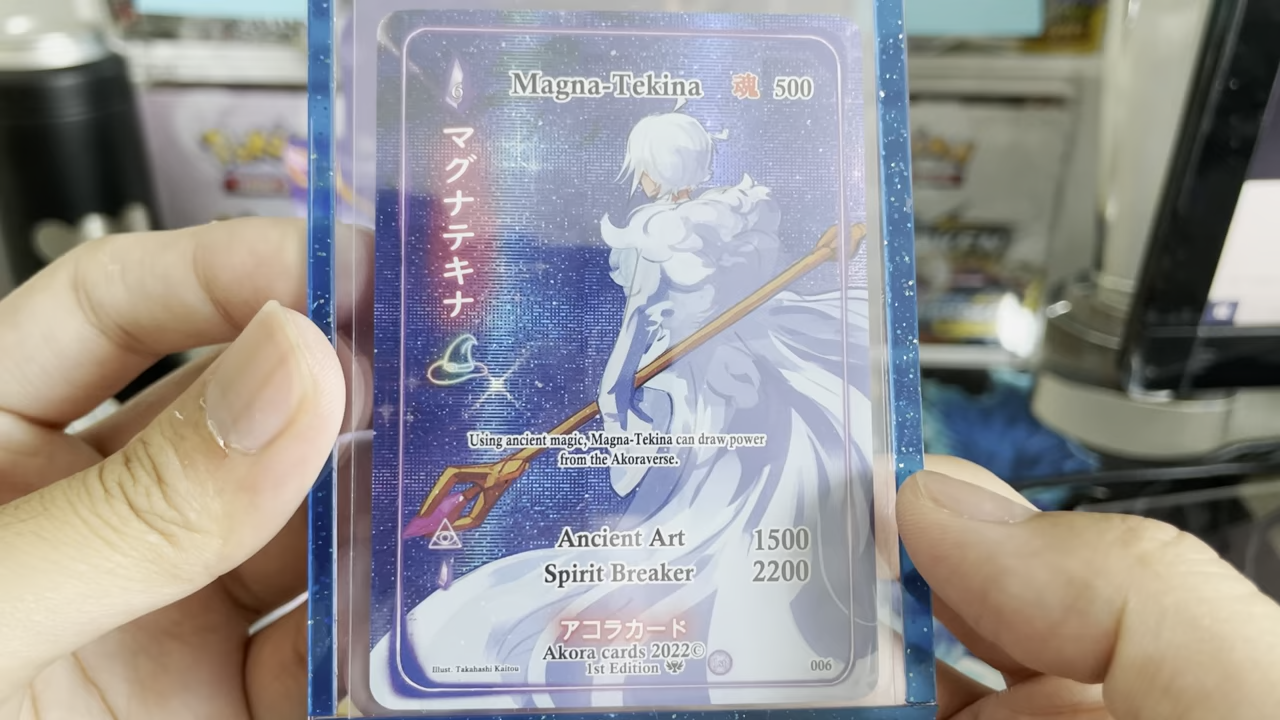 Magna-Tekina 魂 500
6
マグナテキナ
Using ancient magic, Magna-Tekina can draw power
from the Akoraverse.
Ancient Art 1500
Spirit Breaker 2200
アコラカード
Akora cards 2022©
1st Edition
Illust. Takahashi Kaitou
006